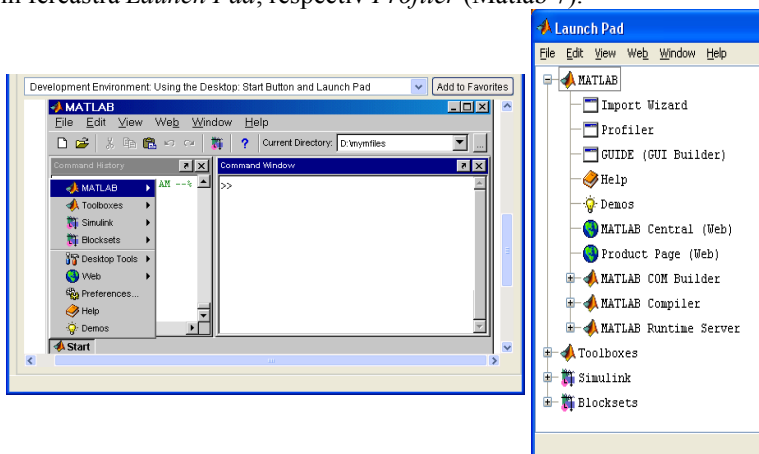 in fereastra Launch Pad, respectiv Profiler (Matlab 7).
Development Environment: Using the Desktop: Start Button and Launch Pad
Add to Favorites
MATLAB
File Edit View Web Window Help
? Current Directory: D:\mymfiles
...
Command History
Command Window
AM --%
>>
MATLAB
Toolboxes
Simulink
Blocksets
Desktop Tools
Web
Preferences...
Help
Demos
Start
Launch Pad
File Edit View Web Window Help
MATLAB
Import Wizard
Profiler
GUIDE (GUI Builder)
Help
Demos
MATLAB Central (Web)
Product Page (Web)
MATLAB COM Builder
MATLAB Compiler
MATLAB Runtime Server
Toolboxes
Simulink
Blocksets